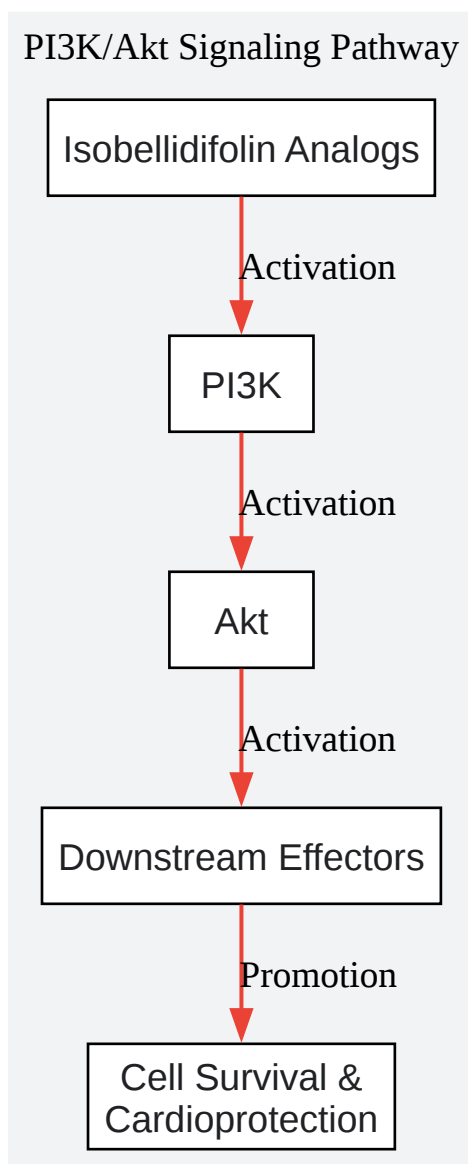 PI3K/Akt Signaling Pathway
Isobellidifolin Analogs
Activation
PI3K
Activation
Akt
Activation
Downstream Effectors
Promotion
Cell Survival &
Cardioprotection